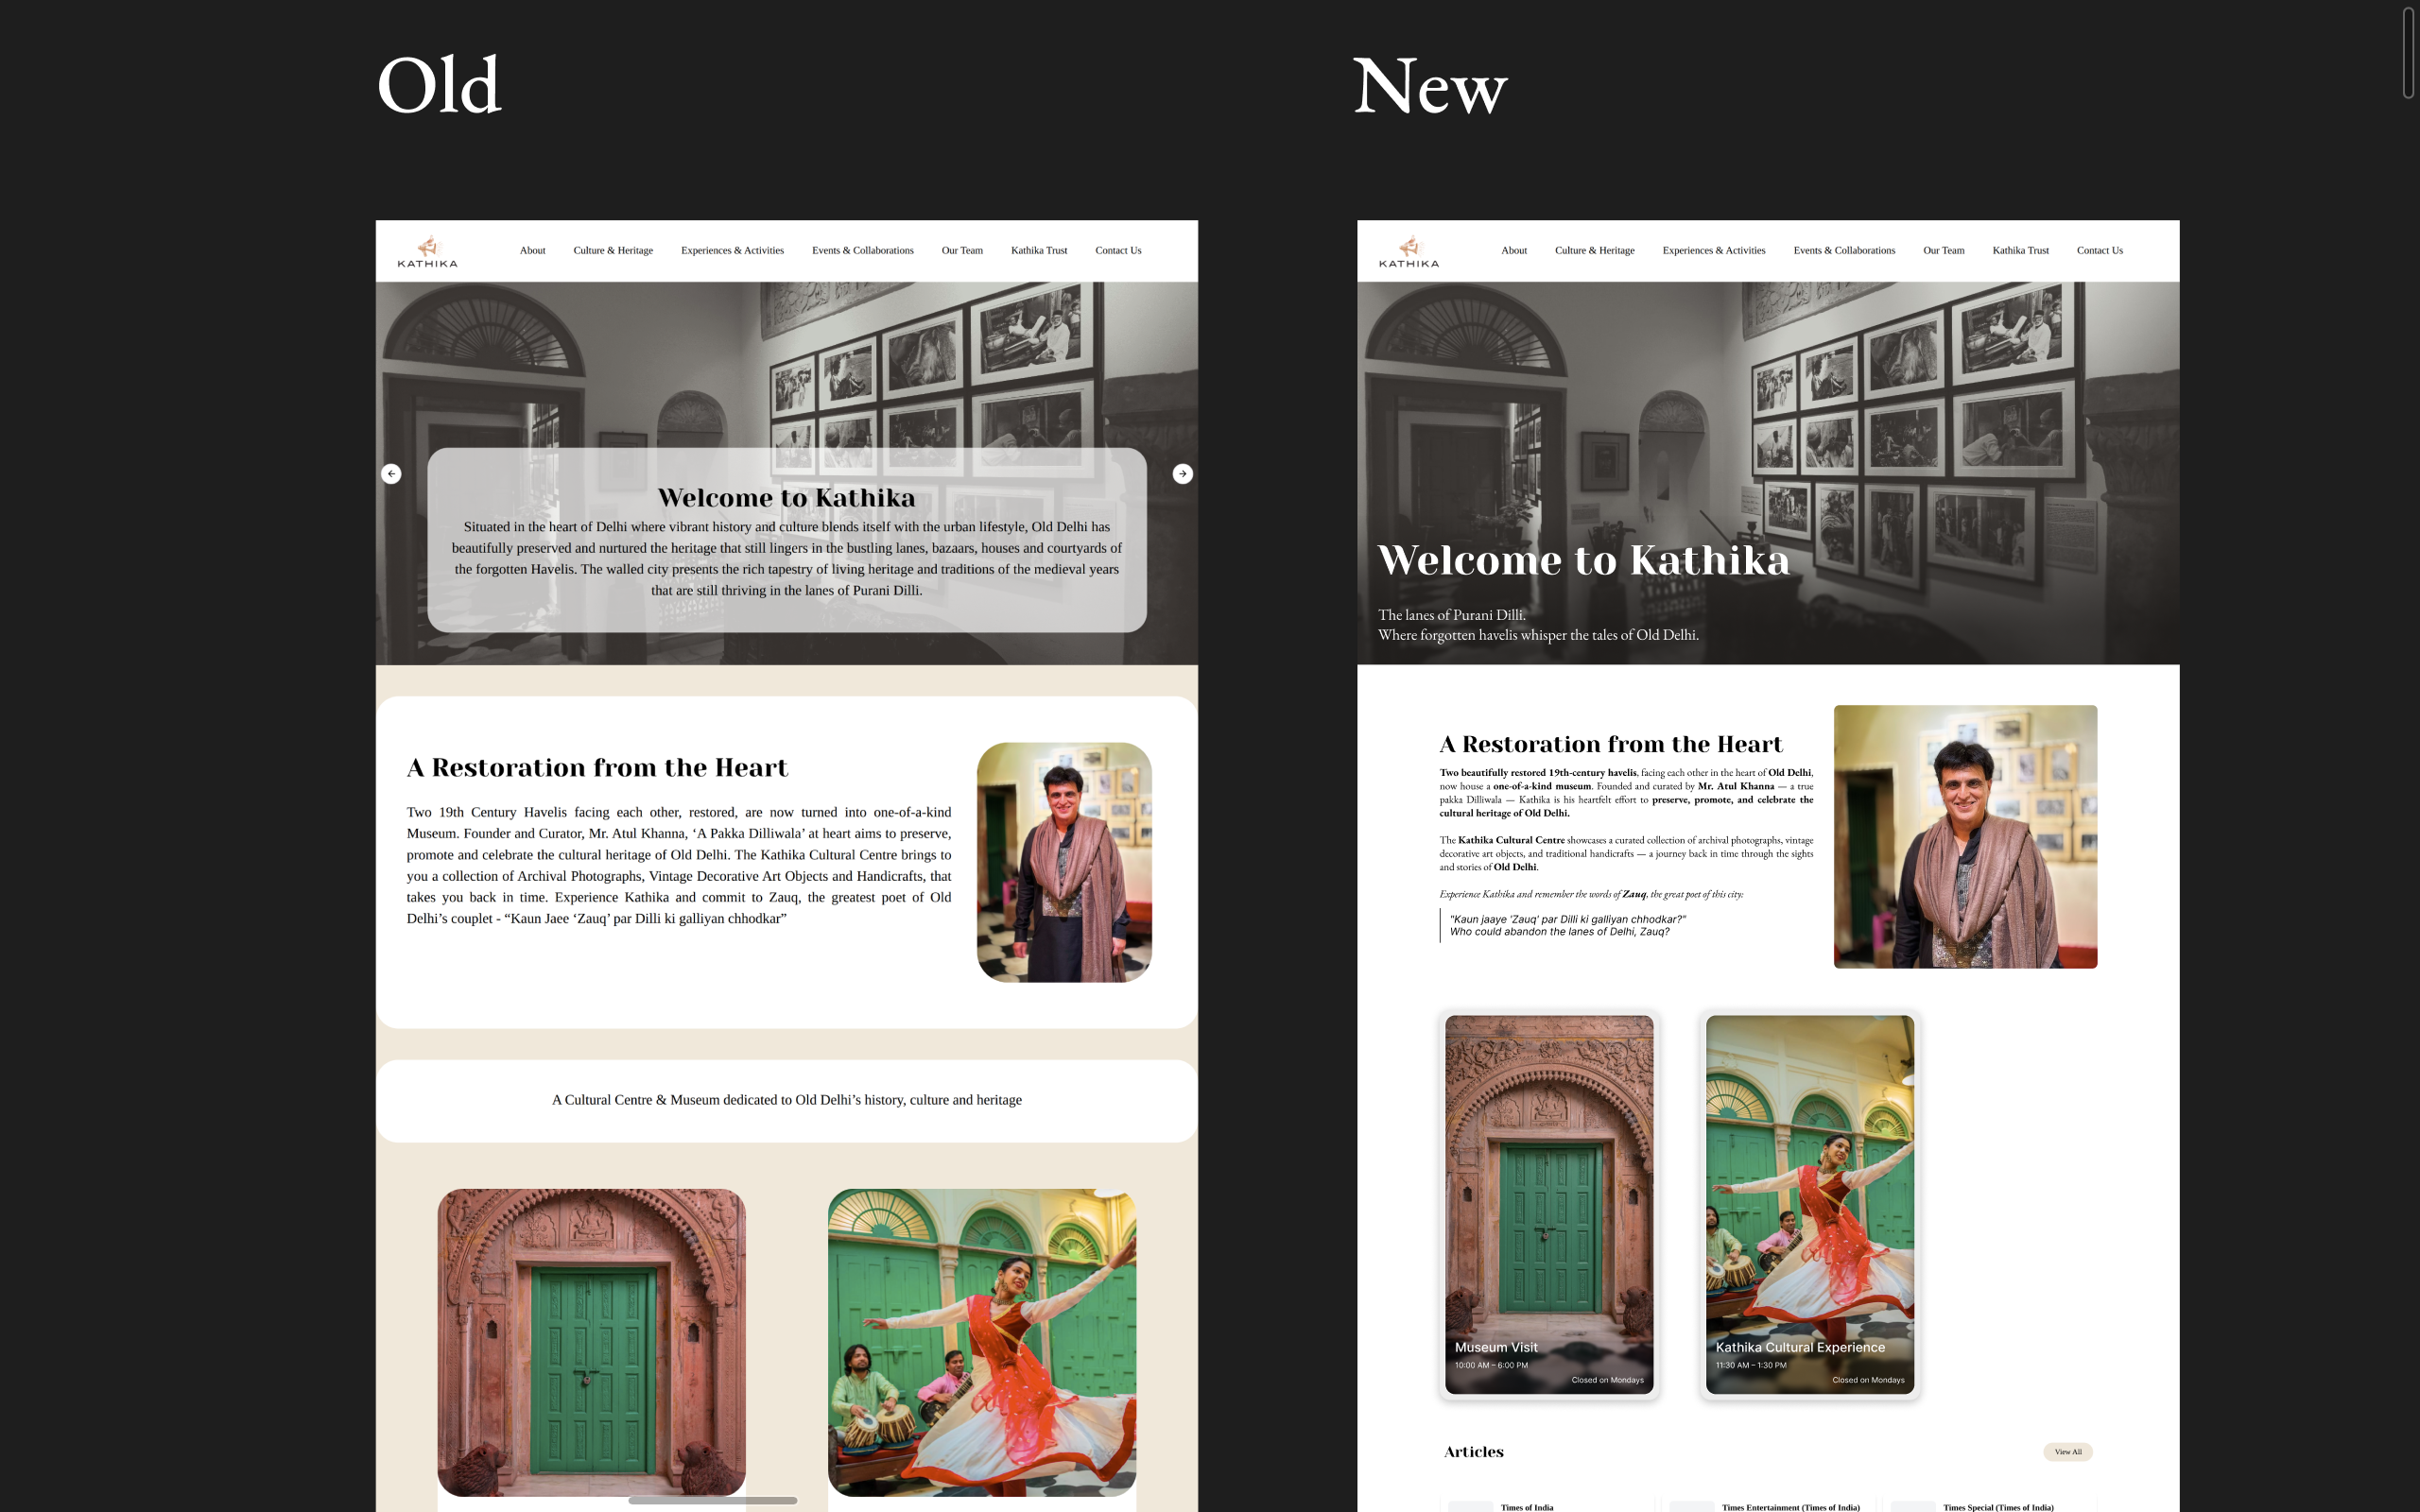 Old
New
KATHIKA
About
Culture & Heritage
Experiences & Activities
Events & Collaborations
Our Team
Kathika Trust
Contact Us
Welcome to Kathika
Situated in the heart of Delhi where vibrant history and culture blends itself with the urban lifestyle, Old Delhi has
beautifully preserved and nurtured the heritage that still lingers in the bustling lanes, bazaars, houses and courtyards of
the forgotten Havelis. The walled city presents the rich tapestry of living heritage and traditions of the medieval years
that are still thriving in the lanes of Purani Dilli.
A Restoration from the Heart
Two 19th Century Havelis facing each other, restored, are now turned into one-of-a-kind
Museum. Founder and Curator, Mr. Atul Khanna, ‘A Pakka Dilliwala’ at heart aims to preserve,
promote and celebrate the cultural heritage of Old Delhi. The Kathika Cultural Centre brings to
you a collection of Archival Photographs, Vintage Decorative Art Objects and Handicrafts, that
takes you back in time. Experience Kathika and commit to Zauq, the greatest poet of Old
Delhi’s couplet - “Kaun Jaee ‘Zauq’ par Dilli ki galliyan chhodkar”
A Cultural Centre & Museum dedicated to Old Delhi’s history, culture and heritage
KATHIKA
About
Culture & Heritage
Experiences & Activities
Events & Collaborations
Our Team
Kathika Trust
Contact Us
Welcome to Kathika
The lanes of Purani Dilli.
Where forgotten havelis whisper the tales of Old Delhi.
A Restoration from the Heart
Two beautifully restored 19th-century havelis, facing each other in the heart of Old Delhi,
now house a one-of-a-kind museum. Founded and curated by Mr. Atul Khanna — a true
pakka Dilliwala — Kathika is his heartfelt effort to preserve, promote, and celebrate the
cultural heritage of Old Delhi.
The Kathika Cultural Centre showcases a curated collection of archival photographs, vintage
decorative art objects, and traditional handicrafts — a journey back in time through the sights
and stories of Old Delhi.
Experience Kathika and remember the words of Zauq, the great poet of this city:
"Kaun jaaye 'Zauq' par Dilli ki galliyan chhodkar?"
Who could abandon the lanes of Delhi, Zauq?
Museum Visit
10:00 AM – 6:00 PM
Closed on Mondays
Kathika Cultural Experience
11:30 AM – 1:30 PM
Closed on Mondays
Articles
View All
Times of India
Times Entertainment (Times of India)
Times Special (Times of India)